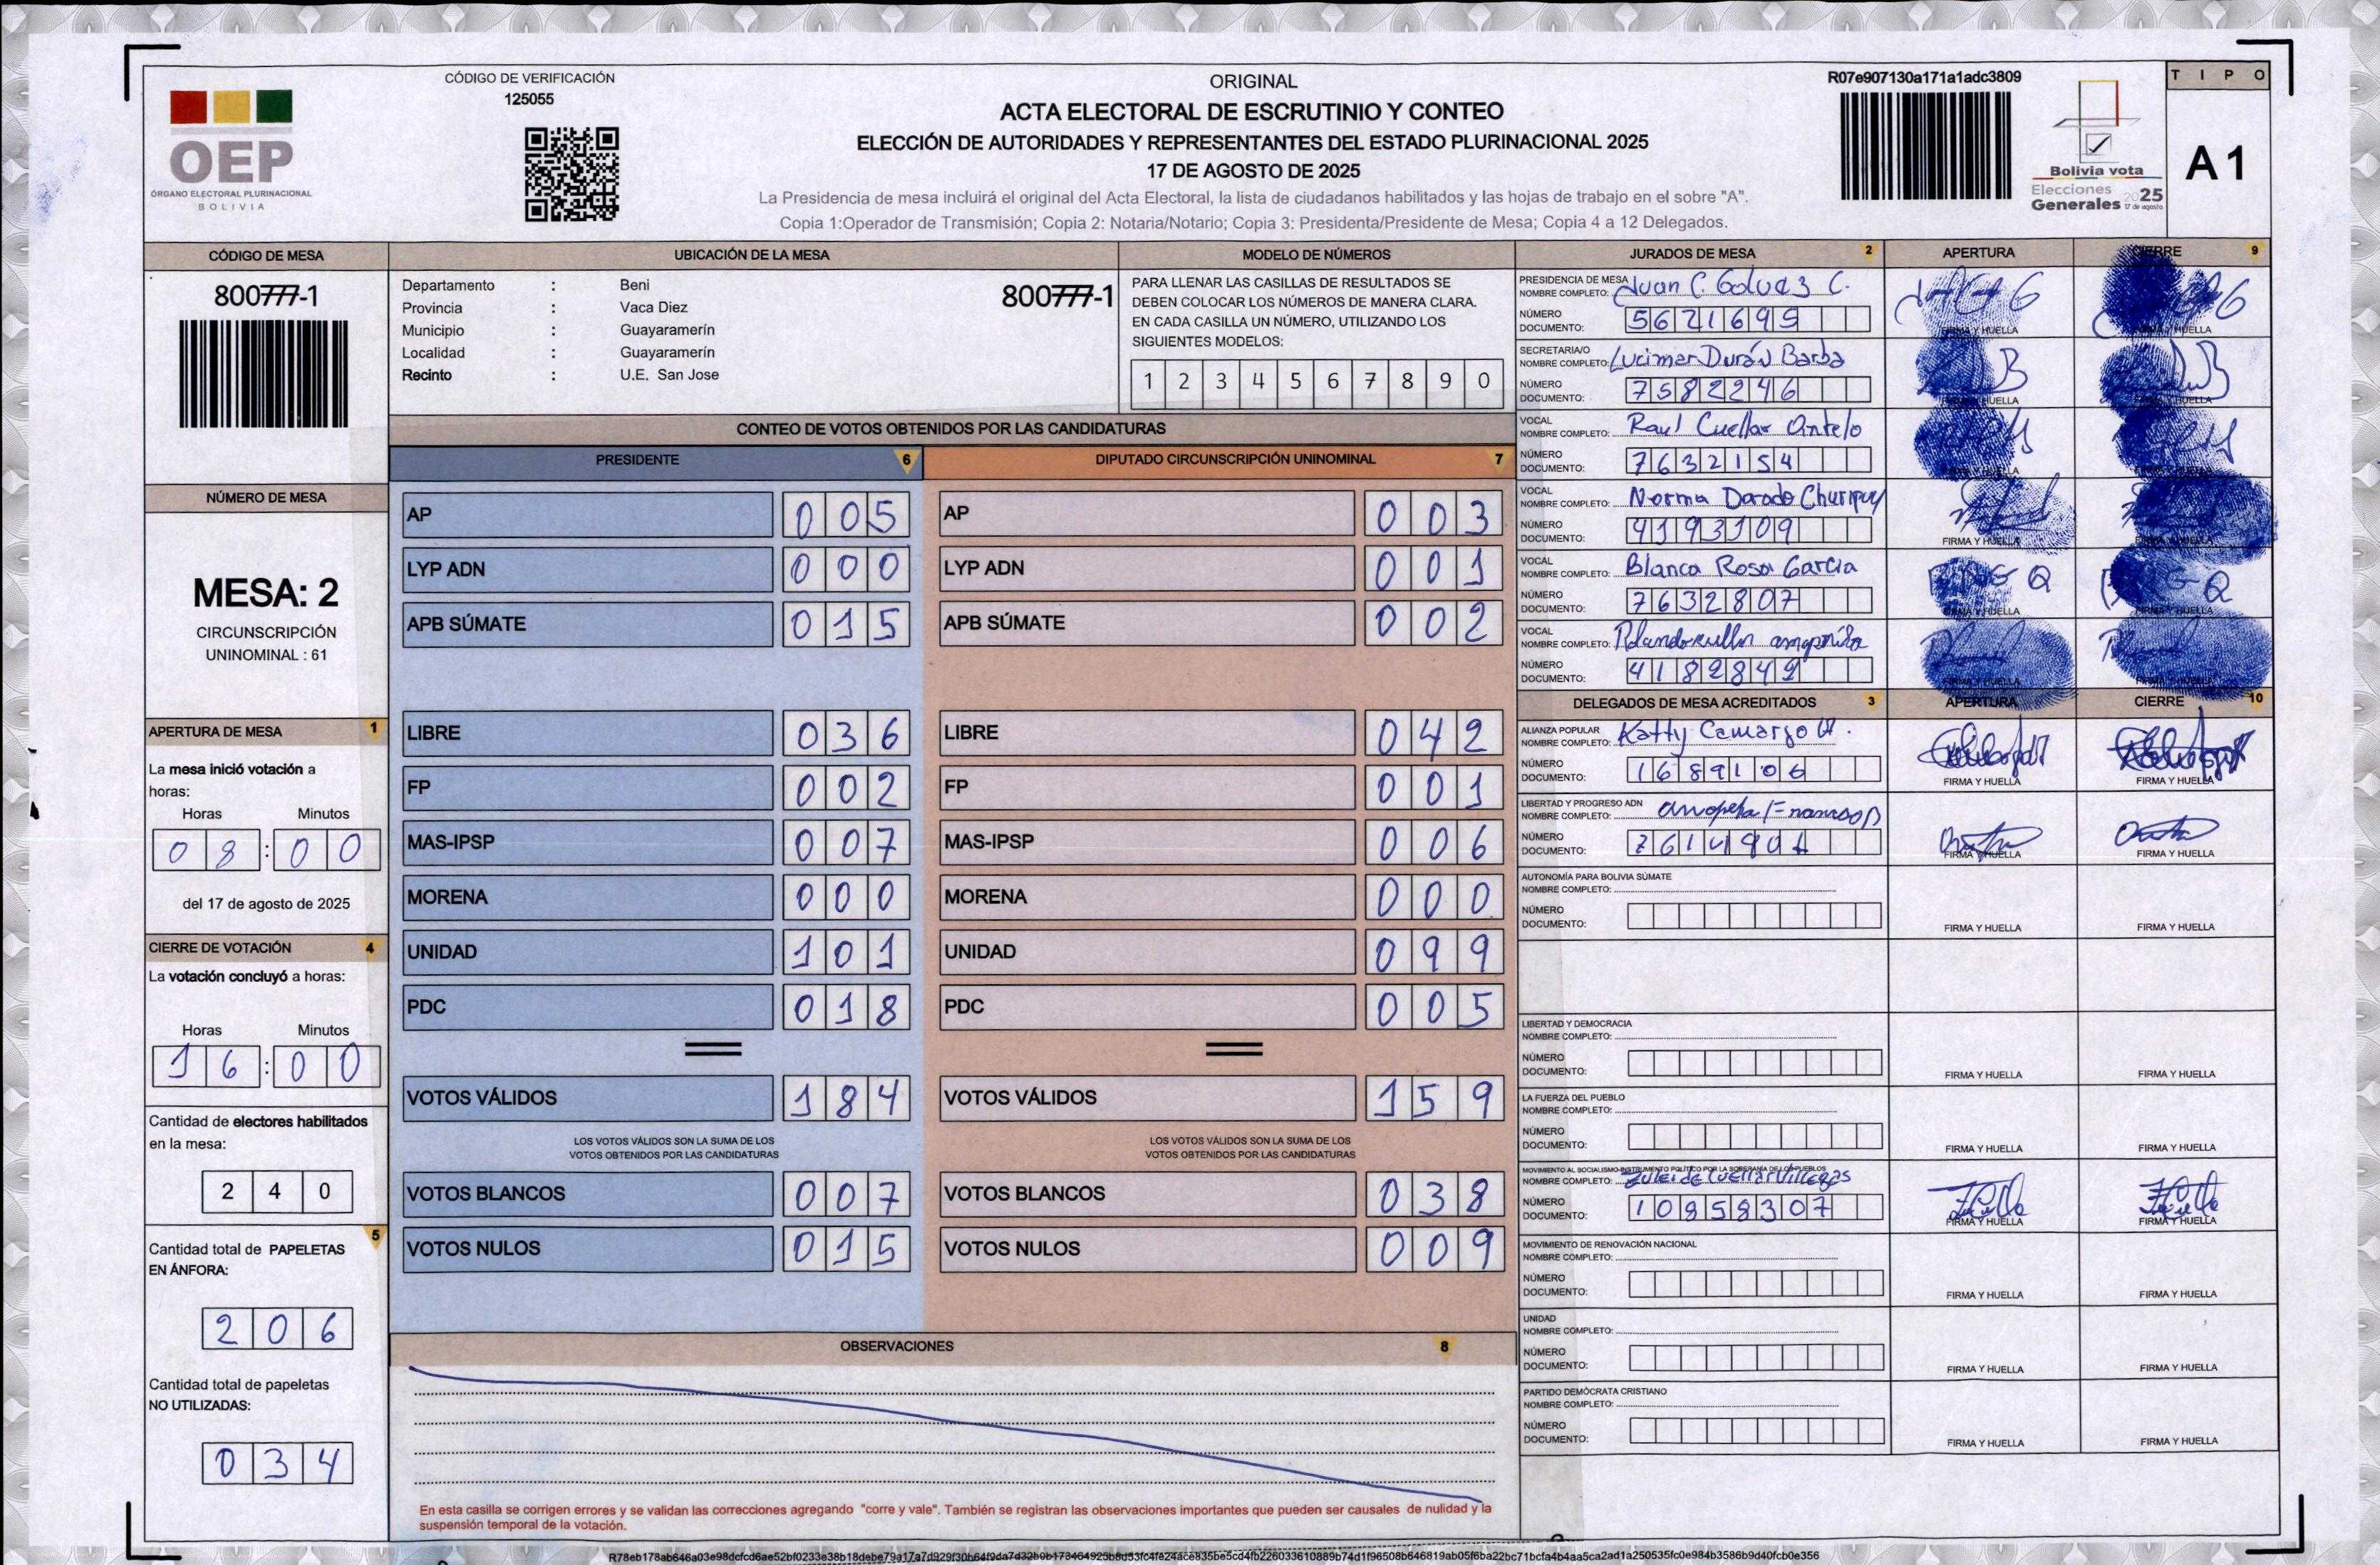 CÓDIGO DE VERIFICACIÓN
125055
ORIGINAL
ACTA ELECTORAL DE ESCRUTINIO Y CONTEO
ELECCIÓN DE AUTORIDADES Y REPRESENTANTES DEL ESTADO PLURINACIONAL 2025
17 DE AGOSTO DE 2025
La Presidencia de mesa incluirá el original del Acta Electoral, la lista de ciudadanos habilitados y las hojas de trabajo en el sobre "A".
Copia 1:Operador de Transmisión; Copia 2: Notaria/Notario; Copia 3: Presidenta/Presidente de Mesa; Copia 4 a 12 Delegados.
OEP
ÓRGANO ELECTORAL PLURINACIONAL
BOLIVIA
R07e907130a171a1adc3809
Bolivia vota
Elecciones
Generales 2025
17 de agosto
TIPO
A1
CÓDIGO DE MESA
800777-1
NÚMERO DE MESA
MESA: 2
CIRCUNSCRIPCIÓN
UNINOMINAL : 61
APERTURA DE MESA 1
La mesa inició votación a
horas:
Horas Minutos
08:00
del 17 de agosto de 2025
CIERRE DE VOTACIÓN 4
La votación concluyó a horas:
Horas Minutos
16:00
Cantidad de electores habilitados
en la mesa:
240
5
Cantidad total de PAPELETAS
EN ÁNFORA:
206
Cantidad total de papeletas
NO UTILIZADAS:
034
UBICACIÓN DE LA MESA
Departamento : Beni
800777-1
Provincia : Vaca Diez
Municipio : Guayaramerín
Localidad : Guayaramerín
Recinto : U.E. San Jose
MODELO DE NÚMEROS
PARA LLENAR LAS CASILLAS DE RESULTADOS SE
DEBEN COLOCAR LOS NÚMEROS DE MANERA CLARA.
EN CADA CASILLA UN NÚMERO, UTILIZANDO LOS
SIGUIENTES MODELOS:
1 2 3 4 5 6 7 8 9 0
CONTEO DE VOTOS OBTENIDOS POR LAS CANDIDATURAS
PRESIDENTE 6
AP 005
LYP ADN 000
APB SÚMATE 015
LIBRE 036
FP 002
MAS-IPSP 007
MORENA 000
UNIDAD 101
PDC 018
VOTOS VÁLIDOS 184
LOS VOTOS VÁLIDOS SON LA SUMA DE LOS
VOTOS OBTENIDOS POR LAS CANDIDATURAS
VOTOS BLANCOS 007
VOTOS NULOS 015
DIPUTADO CIRCUNSCRIPCIÓN UNINOMINAL 7
AP 003
LYP ADN 001
APB SÚMATE 002
LIBRE 042
FP 001
MAS-IPSP 006
MORENA 000
UNIDAD 099
PDC 005
VOTOS VÁLIDOS 159
LOS VOTOS VÁLIDOS SON LA SUMA DE LOS
VOTOS OBTENIDOS POR LAS CANDIDATURAS
VOTOS BLANCOS 038
VOTOS NULOS 009
OBSERVACIONES 8
En esta casilla se corrigen errores y se validan las correcciones agregando "corre y vale". También se registran las observaciones importantes que pueden ser causales de nulidad y la
suspensión temporal de la votación.
JURADOS DE MESA 2 APERTURA CIERRE 9
PRESIDENCIA DE MESA
NOMBRE COMPLETO: Juan C. Galvez C.
NÚMERO
DOCUMENTO: 5621695
FIRMA Y HUELLA FIRMA Y HUELLA
SECRETARIA/O
NOMBRE COMPLETO: Lucimar Durán Barba
NÚMERO
DOCUMENTO: 7582246
FIRMA Y HUELLA FIRMA Y HUELLA
VOCAL
NOMBRE COMPLETO: Raul Cuellar Antelo
NÚMERO
DOCUMENTO: 7632154
FIRMA Y HUELLA FIRMA Y HUELLA
VOCAL
NOMBRE COMPLETO: Norma Dorado
NÚMERO
DOCUMENTO: 4193109
FIRMA Y HUELLA FIRMA Y HUELLA
VOCAL
NOMBRE COMPLETO: Blanca Rosa Garcia
NÚMERO
DOCUMENTO: 7632807
FIRMA Y HUELLA FIRMA Y HUELLA
VOCAL
NOMBRE COMPLETO:
NÚMERO
DOCUMENTO: 4182842
FIRMA Y HUELLA FIRMA Y HUELLA
DELEGADOS DE MESA ACREDITADOS 3 APERTURA CIERRE 10
ALIANZA POPULAR
NOMBRE COMPLETO: Katty Camargo
NÚMERO
DOCUMENTO: 1689106
FIRMA Y HUELLA FIRMA Y HUELLA
LIBERTAD Y PROGRESO ADN
NOMBRE COMPLETO:
NÚMERO
DOCUMENTO:
FIRMA Y HUELLA FIRMA Y HUELLA
AUTONOMÍA PARA BOLIVIA SÚMATE
NOMBRE COMPLETO:
NÚMERO
DOCUMENTO:
FIRMA Y HUELLA FIRMA Y HUELLA
LIBERTAD Y DEMOCRACIA
NOMBRE COMPLETO:
NÚMERO
DOCUMENTO:
FIRMA Y HUELLA FIRMA Y HUELLA
LA FUERZA DEL PUEBLO
NOMBRE COMPLETO:
NÚMERO
DOCUMENTO:
FIRMA Y HUELLA FIRMA Y HUELLA
MOVIMIENTO AL SOCIALISMO-INSTRUMENTO POLÍTICO POR LA SOBERANÍA DE LOS PUEBLOS
NOMBRE COMPLETO: Zuleide Cuellar Villegas
NÚMERO
DOCUMENTO: 10858307
FIRMA Y HUELLA FIRMA Y HUELLA
MOVIMIENTO DE RENOVACIÓN NACIONAL
NOMBRE COMPLETO:
NÚMERO
DOCUMENTO:
FIRMA Y HUELLA FIRMA Y HUELLA
UNIDAD
NOMBRE COMPLETO:
NÚMERO
DOCUMENTO:
FIRMA Y HUELLA FIRMA Y HUELLA
PARTIDO DEMÓCRATA CRISTIANO
NOMBRE COMPLETO:
NÚMERO
DOCUMENTO:
FIRMA Y HUELLA FIRMA Y HUELLA